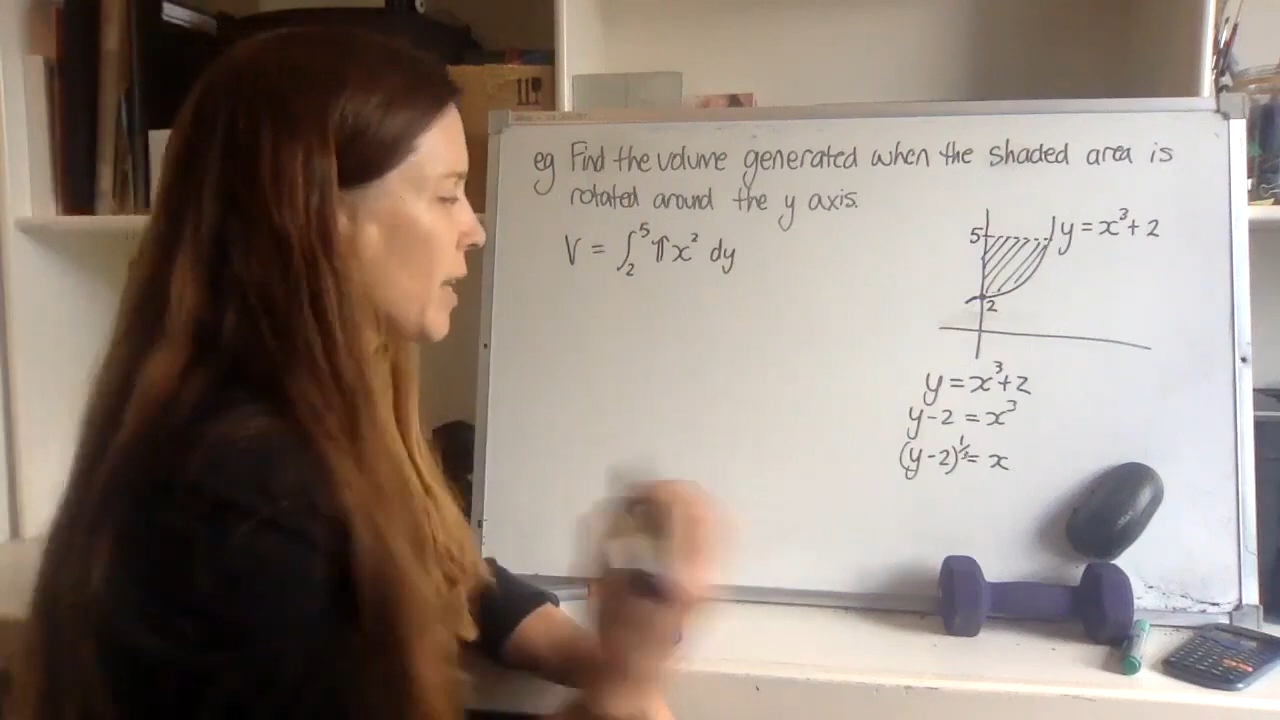 eg Find the volume generated when the shaded area is
rotated around the y axis.
V = ∫₂⁵ πx² dy
5
y = x³ + 2
2
y = x³ + 2
y - 2 = x³
(y - 2)^⅓ = x